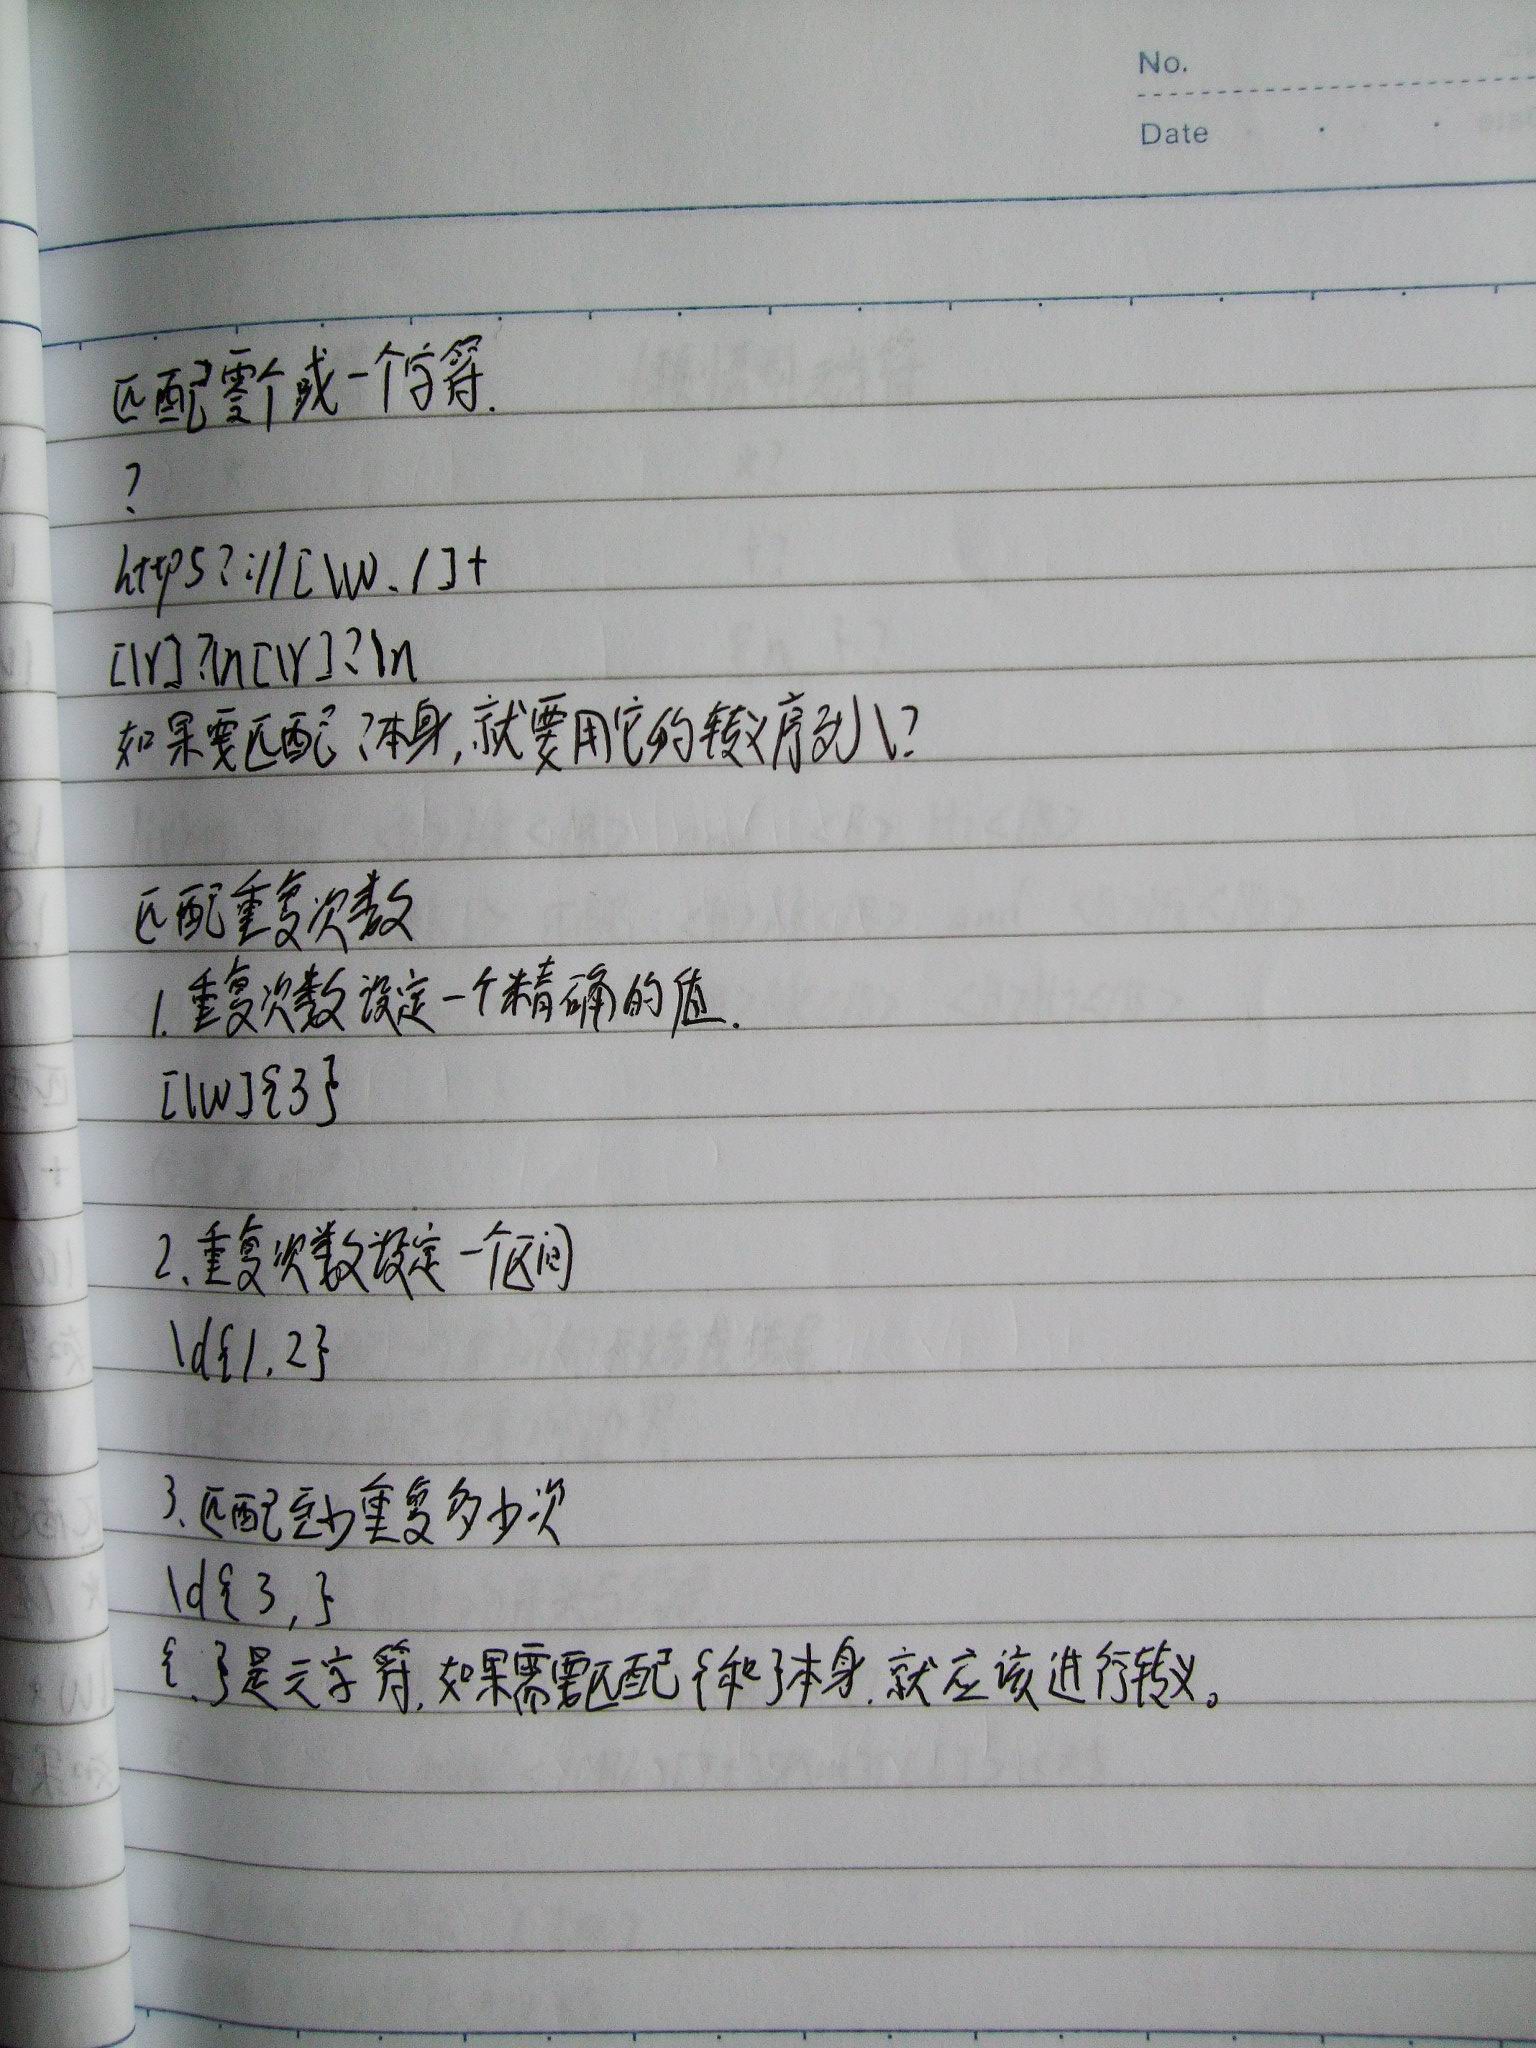 No.
Date
匹配零个或一个字符.
?
https?://[\w./]+
[\r]?\n[\r]?\n
如果要匹配?本身,就要用它的转义序列\?
匹配重复次数
1.重复次数设定一个精确的值.
[\w]{3}
2.重复次数设定一个区间
\d{1,2}
3.匹配至少重复多少次
\d{3,}
{,}是元字符,如果需要匹配{和}本身,就应该进行转义。